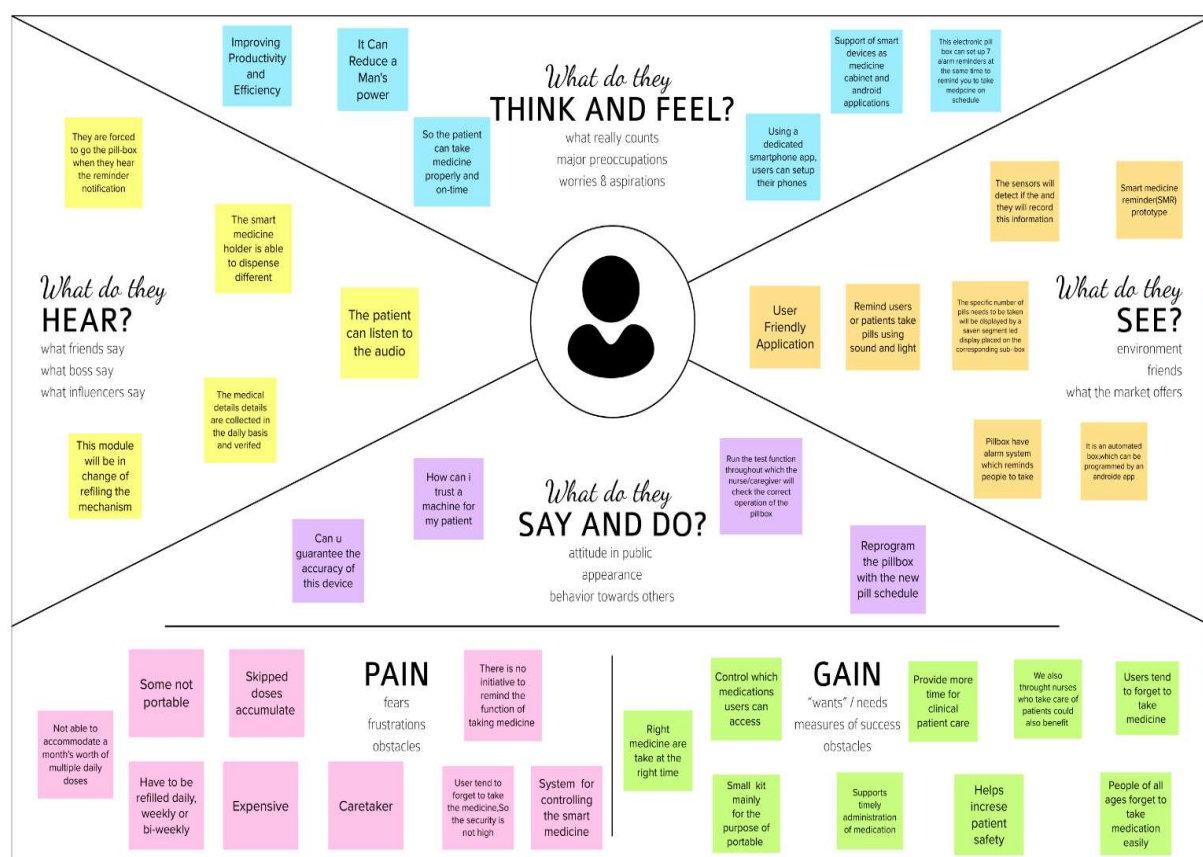 Improving
Productivity
and
Efficiency
It Can
Reduce a
Man's
power
So the patient
can take
medicine
properly and
on-time
What do they
THINK AND FEEL?
what really counts
major preoccupations
worries & aspirations
Support of smart
devices as
medicine
cabinet and
android
applications
This electronic pill
box can set up 7
alarm reminders at
the same time to
remind you to take
medpcine on
schedule
Using a
dedicated
smartphone app,
users can setup
their phones
They are forced
to go the pill-box
when they hear
the reminder
notification
The smart
medicine
holder is able
to dispense
different
What do they
HEAR?
what friends say
what boss say
what influencers say
The patient
can listen to
the audio
The medical
details details
are collected in
the daily basis
and verifed
This module
will be in
change of
refiling the
mechanism
The sensors will
detect if the and
they will record
this information
Smart medicine
reminder(SMR)
prototype
User
Friendly
Application
Remind users
or patients take
pills using
sound and light
The specific number of
pills needs to be taken
will be displayed by a
saven segment led
display placed on the
corresponding sub--box
What do they
SEE?
environment
friends
what the market offers
Pillbox have
alarm system
which reminds
people to take
It is an automated
box,which can be
programmed by an
androide app
How can i
trust a
machine for
my patient
Can u
guarantee the
accuracy of
this device
What do they
SAY AND DO?
attitude in public
appearance
behavior towards others
Run the test function
throughout which the
nurse/caregiver will
check the correct
operation of the
pillbox
Reprogram
the pillbox
with the new
pill schedule
PAIN
fears
frustrations
obstacles
Some not
portable
Skipped
doses
accumulate
There is no
initiative to
remind the
function of
taking medicine
Not able to
accommodate a
month's worth of
multiple daily
doses
Have to be
refilled daily,
weekly or
bi-weekly
Expensive
Caretaker
User tend to
forget to take
the medicine,So
the security is
not high
System for
controlling
the smart
medicine
GAIN
"wants" / needs
measures of success
obstacles
Control which
medications
users can
access
Provide more
time for
clinical
patient care
We also
throught nurses
who take care of
patients could
also benefit
Users tend
to forget to
take
medicine
Right
medicine are
take at the
right time
Small kit
mainly
for the
purpose of
portable
Supports
timely
administration
of medication
Helps
increse
patient
safety
People of all
ages forget to
take
medication
easily